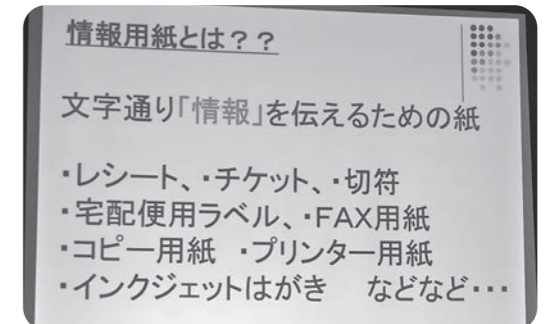 情報用紙とは??
文字通り「情報」を伝えるための紙
・レシート、・チケット、・切符
・宅配便用ラベル、・FAX用紙
・コピー用紙 ・プリンター用紙
・インクジェットはがき などなど・・・